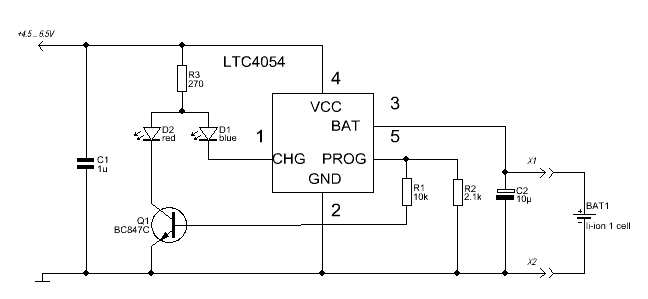 +4.5 .. 6.5V
LTC4054
R3
270
4
VCC
3
BAT
D2
red
D1
blue
1
5
CHG
PROG
C1
1u
GND
X1
R1
10k
R2
2.1k
C2
10µ
BAT1
li-ion 1 cell
2
Q1
BC847C
X2